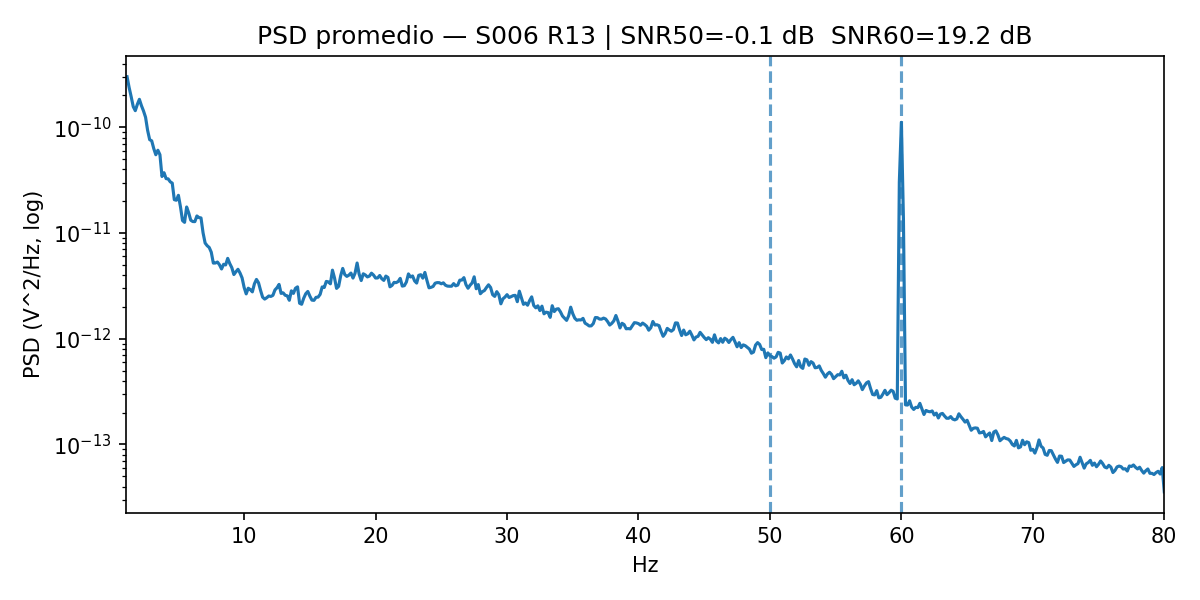 PSD promedio — S006 R13 | SNR50=-0.1 dB  SNR60=19.2 dB
PSD (V^2/Hz, log)
10⁻¹⁰
10⁻¹¹
10⁻¹²
10⁻¹³
10 20 30 40 50 60 70 80
Hz